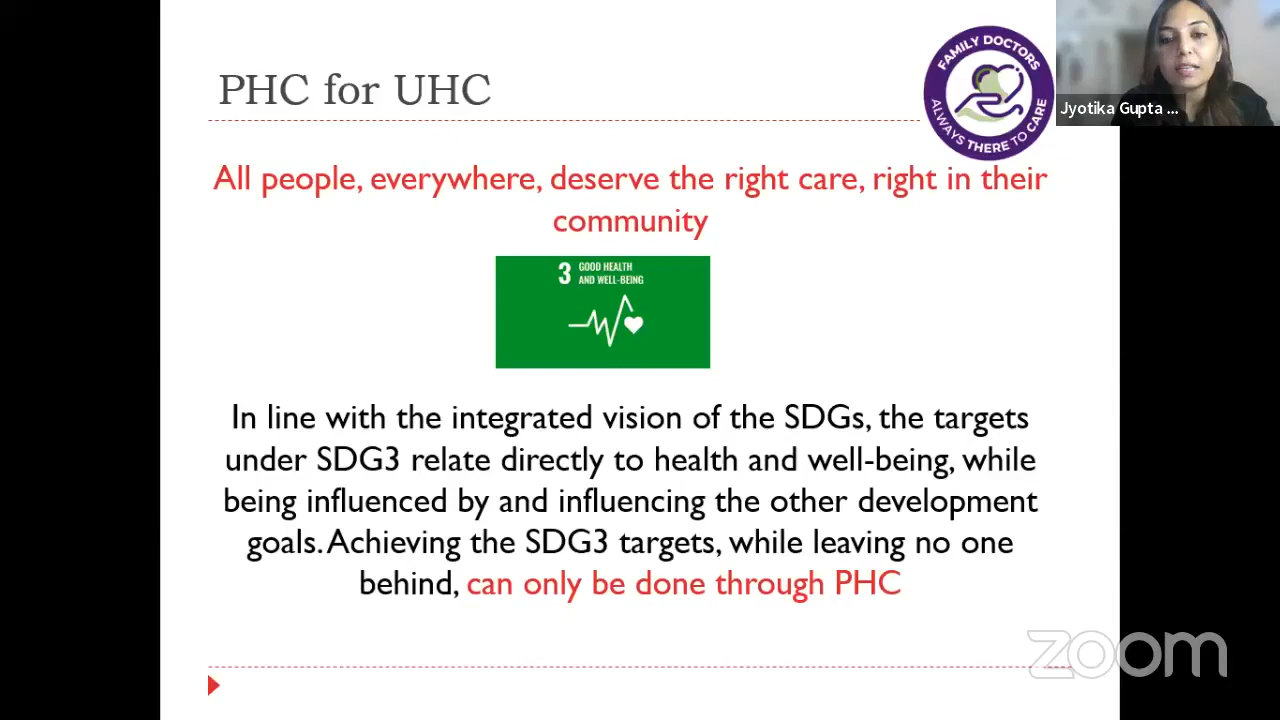 PHC for UHC
FAMILY DOCTORS
ALWAYS THERE TO CARE
Jyotika Gupta ...
All people, everywhere, deserve the right care, right in their
community
3 GOOD HEALTH
AND WELL-BEING
In line with the integrated vision of the SDGs, the targets
under SDG3 relate directly to health and well-being, while
being influenced by and influencing the other development
goals. Achieving the SDG3 targets, while leaving no one
behind, can only be done through PHC
zoom